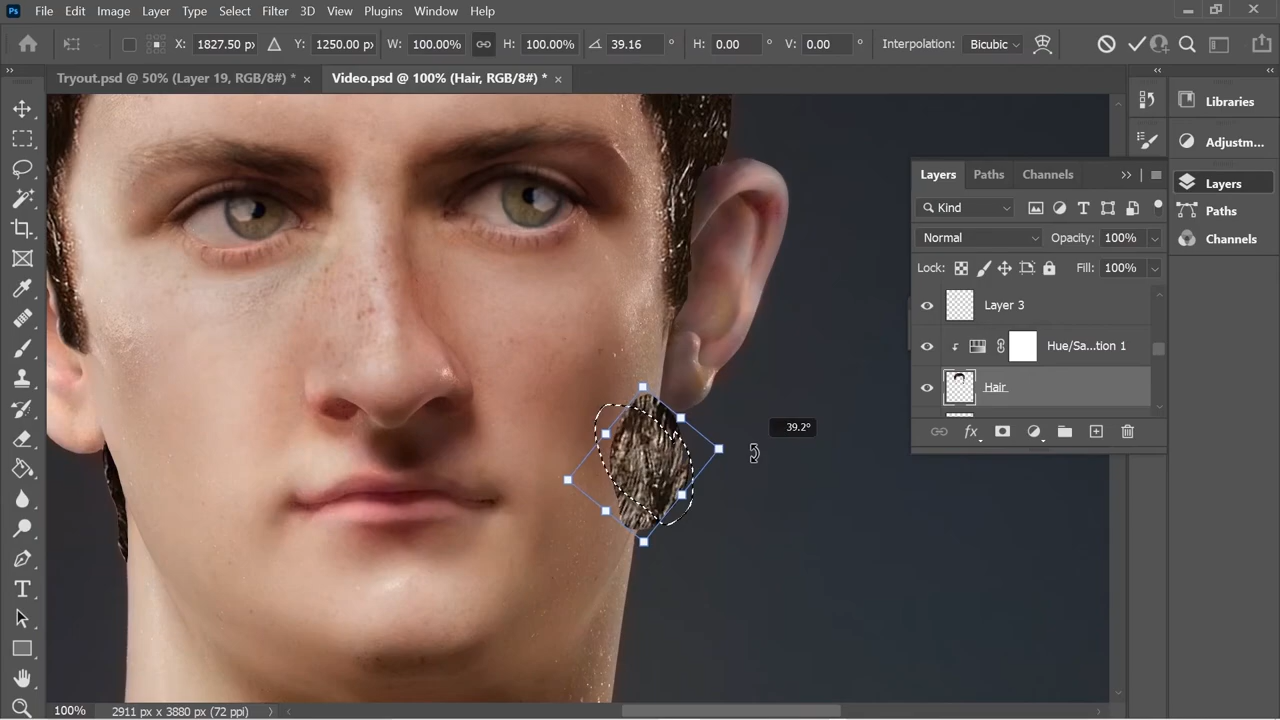 Ps File Edit Image Layer Type Select Filter 3D View Plugins Window Help
X: 1827.50 px Y: 1250.00 px W: 100.00% H: 100.00% 39.16 ° H: 0.00 ° V: 0.00 ° Interpolation: Bicubic
Tryout.psd @ 50% (Layer 19, RGB/8#) * × Video.psd @ 100% (Hair, RGB/8#) * ×
Libraries
Adjustm...
Layers
Paths
Channels
Layers Paths Channels
Kind
Normal Opacity: 100%
Lock: Fill: 100%
Layer 3
Hue/Sa...tion 1
Hair
39.2°
100% 2911 px x 3880 px (72 ppi)